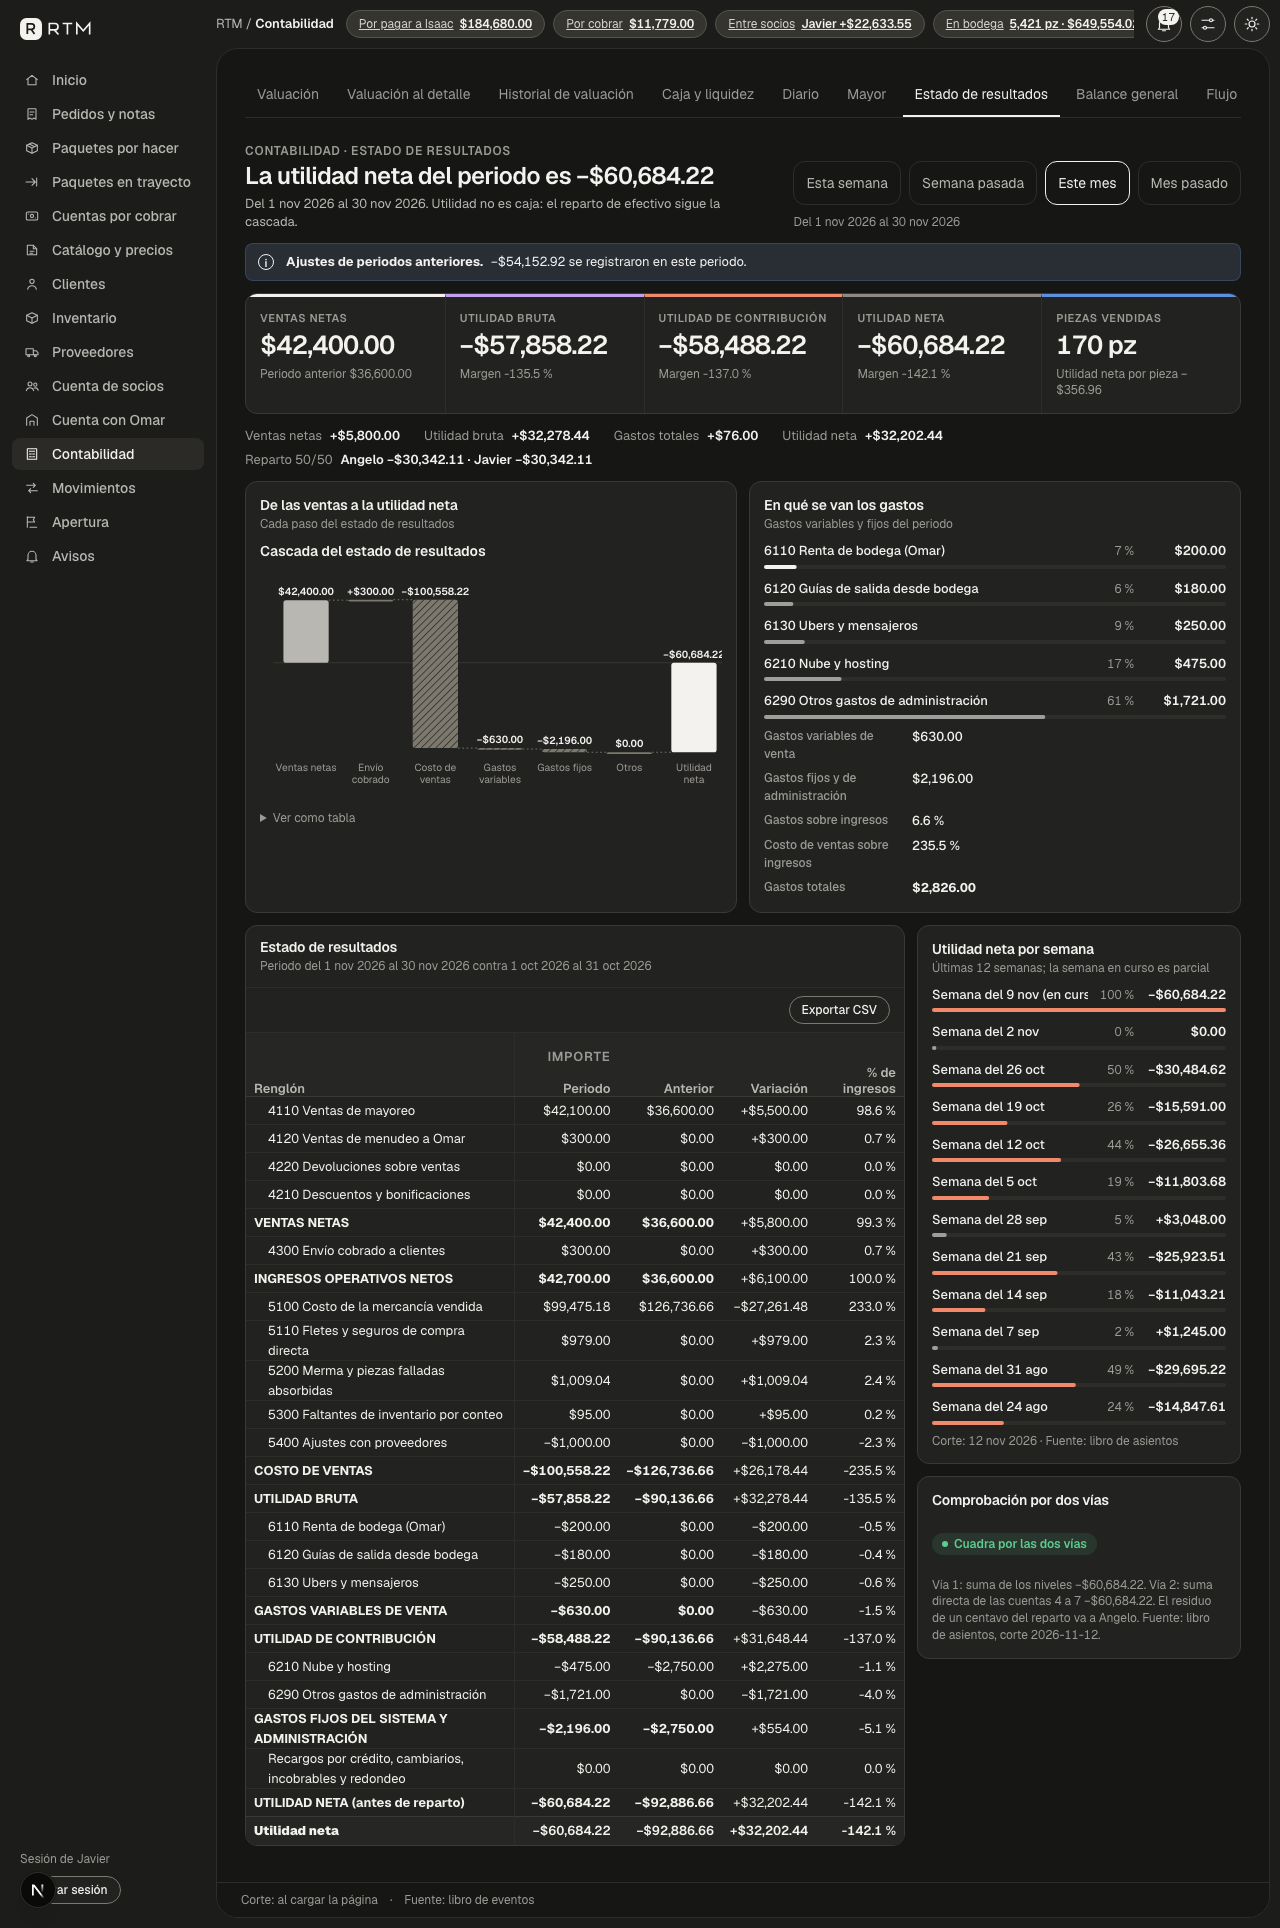 R RTM
RTM / Contabilidad
Por pagar a Isaac $184,680.00
Por cobrar $11,779.00
Entre socios Javier +$22,633.55
En bodega 5,421 pz · $649,554.0
17
Inicio
Pedidos y notas
Paquetes por hacer
Paquetes en trayecto
Cuentas por cobrar
Catálogo y precios
Clientes
Inventario
Proveedores
Cuenta de socios
Cuenta con Omar
Contabilidad
Movimientos
Apertura
Avisos
Sesión de Javier
N ar sesión
Valuación
Valuación al detalle
Historial de valuación
Caja y liquidez
Diario
Mayor
Estado de resultados
Balance general
Flujo
CONTABILIDAD · ESTADO DE RESULTADOS
La utilidad neta del periodo es −$60,684.22
Del 1 nov 2026 al 30 nov 2026. Utilidad no es caja: el reparto de efectivo sigue la
cascada.
Esta semana
Semana pasada
Este mes
Mes pasado
Del 1 nov 2026 al 30 nov 2026
Ajustes de periodos anteriores. −$54,152.92 se registraron en este periodo.
VENTAS NETAS
$42,400.00
Periodo anterior $36,600.00
UTILIDAD BRUTA
−$57,858.22
Margen -135.5 %
UTILIDAD DE CONTRIBUCIÓN
−$58,488.22
Margen -137.0 %
UTILIDAD NETA
−$60,684.22
Margen -142.1 %
PIEZAS VENDIDAS
170 pz
Utilidad neta por pieza −
$356.96
Ventas netas +$5,800.00
Utilidad bruta +$32,278.44
Gastos totales +$76.00
Utilidad neta +$32,202.44
Reparto 50/50 Angelo −$30,342.11 · Javier −$30,342.11
De las ventas a la utilidad neta
Cada paso del estado de resultados
Cascada del estado de resultados
$42,400.00 +$300.00 −$100,558.22
−$60,684.22
−$630.00 −$2,196.00 $0.00
Ventas netas
Envío
cobrado
Costo de
ventas
Gastos
variables
Gastos fijos
Otros
Utilidad
neta
Ver como tabla
En qué se van los gastos
Gastos variables y fijos del periodo
6110 Renta de bodega (Omar) 7 % $200.00
6120 Guías de salida desde bodega 6 % $180.00
6130 Ubers y mensajeros 9 % $250.00
6210 Nube y hosting 17 % $475.00
6290 Otros gastos de administración 61 % $1,721.00
Gastos variables de
venta
$630.00
Gastos fijos y de
administración
$2,196.00
Gastos sobre ingresos 6.6 %
Costo de ventas sobre
ingresos
235.5 %
Gastos totales $2,826.00
Estado de resultados
Periodo del 1 nov 2026 al 30 nov 2026 contra 1 oct 2026 al 31 oct 2026
Exportar CSV
IMPORTE
Renglón Periodo Anterior Variación % de
ingresos
4110 Ventas de mayoreo $42,100.00 $36,600.00 +$5,500.00 98.6 %
4120 Ventas de menudeo a Omar $300.00 $0.00 +$300.00 0.7 %
4220 Devoluciones sobre ventas $0.00 $0.00 $0.00 0.0 %
4210 Descuentos y bonificaciones $0.00 $0.00 $0.00 0.0 %
VENTAS NETAS $42,400.00 $36,600.00 +$5,800.00 99.3 %
4300 Envío cobrado a clientes $300.00 $0.00 +$300.00 0.7 %
INGRESOS OPERATIVOS NETOS $42,700.00 $36,600.00 +$6,100.00 100.0 %
5100 Costo de la mercancía vendida $99,475.18 $126,736.66 −$27,261.48 233.0 %
5110 Fletes y seguros de compra
directa
$979.00 $0.00 +$979.00 2.3 %
5200 Merma y piezas falladas
absorbidas
$1,009.04 $0.00 +$1,009.04 2.4 %
5300 Faltantes de inventario por conteo $95.00 $0.00 +$95.00 0.2 %
5400 Ajustes con proveedores −$1,000.00 $0.00 −$1,000.00 -2.3 %
COSTO DE VENTAS −$100,558.22 −$126,736.66 +$26,178.44 -235.5 %
UTILIDAD BRUTA −$57,858.22 −$90,136.66 +$32,278.44 -135.5 %
6110 Renta de bodega (Omar) −$200.00 $0.00 −$200.00 -0.5 %
6120 Guías de salida desde bodega −$180.00 $0.00 −$180.00 -0.4 %
6130 Ubers y mensajeros −$250.00 $0.00 −$250.00 -0.6 %
GASTOS VARIABLES DE VENTA −$630.00 $0.00 −$630.00 -1.5 %
UTILIDAD DE CONTRIBUCIÓN −$58,488.22 −$90,136.66 +$31,648.44 -137.0 %
6210 Nube y hosting −$475.00 −$2,750.00 +$2,275.00 -1.1 %
6290 Otros gastos de administración −$1,721.00 $0.00 −$1,721.00 -4.0 %
GASTOS FIJOS DEL SISTEMA Y
ADMINISTRACIÓN
−$2,196.00 −$2,750.00 +$554.00 -5.1 %
Recargos por crédito, cambiarios,
incobrables y redondeo
$0.00 $0.00 $0.00 0.0 %
UTILIDAD NETA (antes de reparto) −$60,684.22 −$92,886.66 +$32,202.44 -142.1 %
Utilidad neta −$60,684.22 −$92,886.66 +$32,202.44 -142.1 %
Utilidad neta por semana
Últimas 12 semanas; la semana en curso es parcial
Semana del 9 nov (en curs 100 % −$60,684.22
Semana del 2 nov 0 % $0.00
Semana del 26 oct 50 % −$30,484.62
Semana del 19 oct 26 % −$15,591.00
Semana del 12 oct 44 % −$26,655.36
Semana del 5 oct 19 % −$11,803.68
Semana del 28 sep 5 % +$3,048.00
Semana del 21 sep 43 % −$25,923.51
Semana del 14 sep 18 % −$11,043.21
Semana del 7 sep 2 % +$1,245.00
Semana del 31 ago 49 % −$29,695.22
Semana del 24 ago 24 % −$14,847.61
Corte: 12 nov 2026 · Fuente: libro de asientos
Comprobación por dos vías
Cuadra por las dos vías
Vía 1: suma de los niveles −$60,684.22. Vía 2: suma
directa de las cuentas 4 a 7 −$60,684.22. El residuo
de un centavo del reparto va a Angelo. Fuente: libro
de asientos, corte 2026-11-12.
Corte: al cargar la página · Fuente: libro de eventos